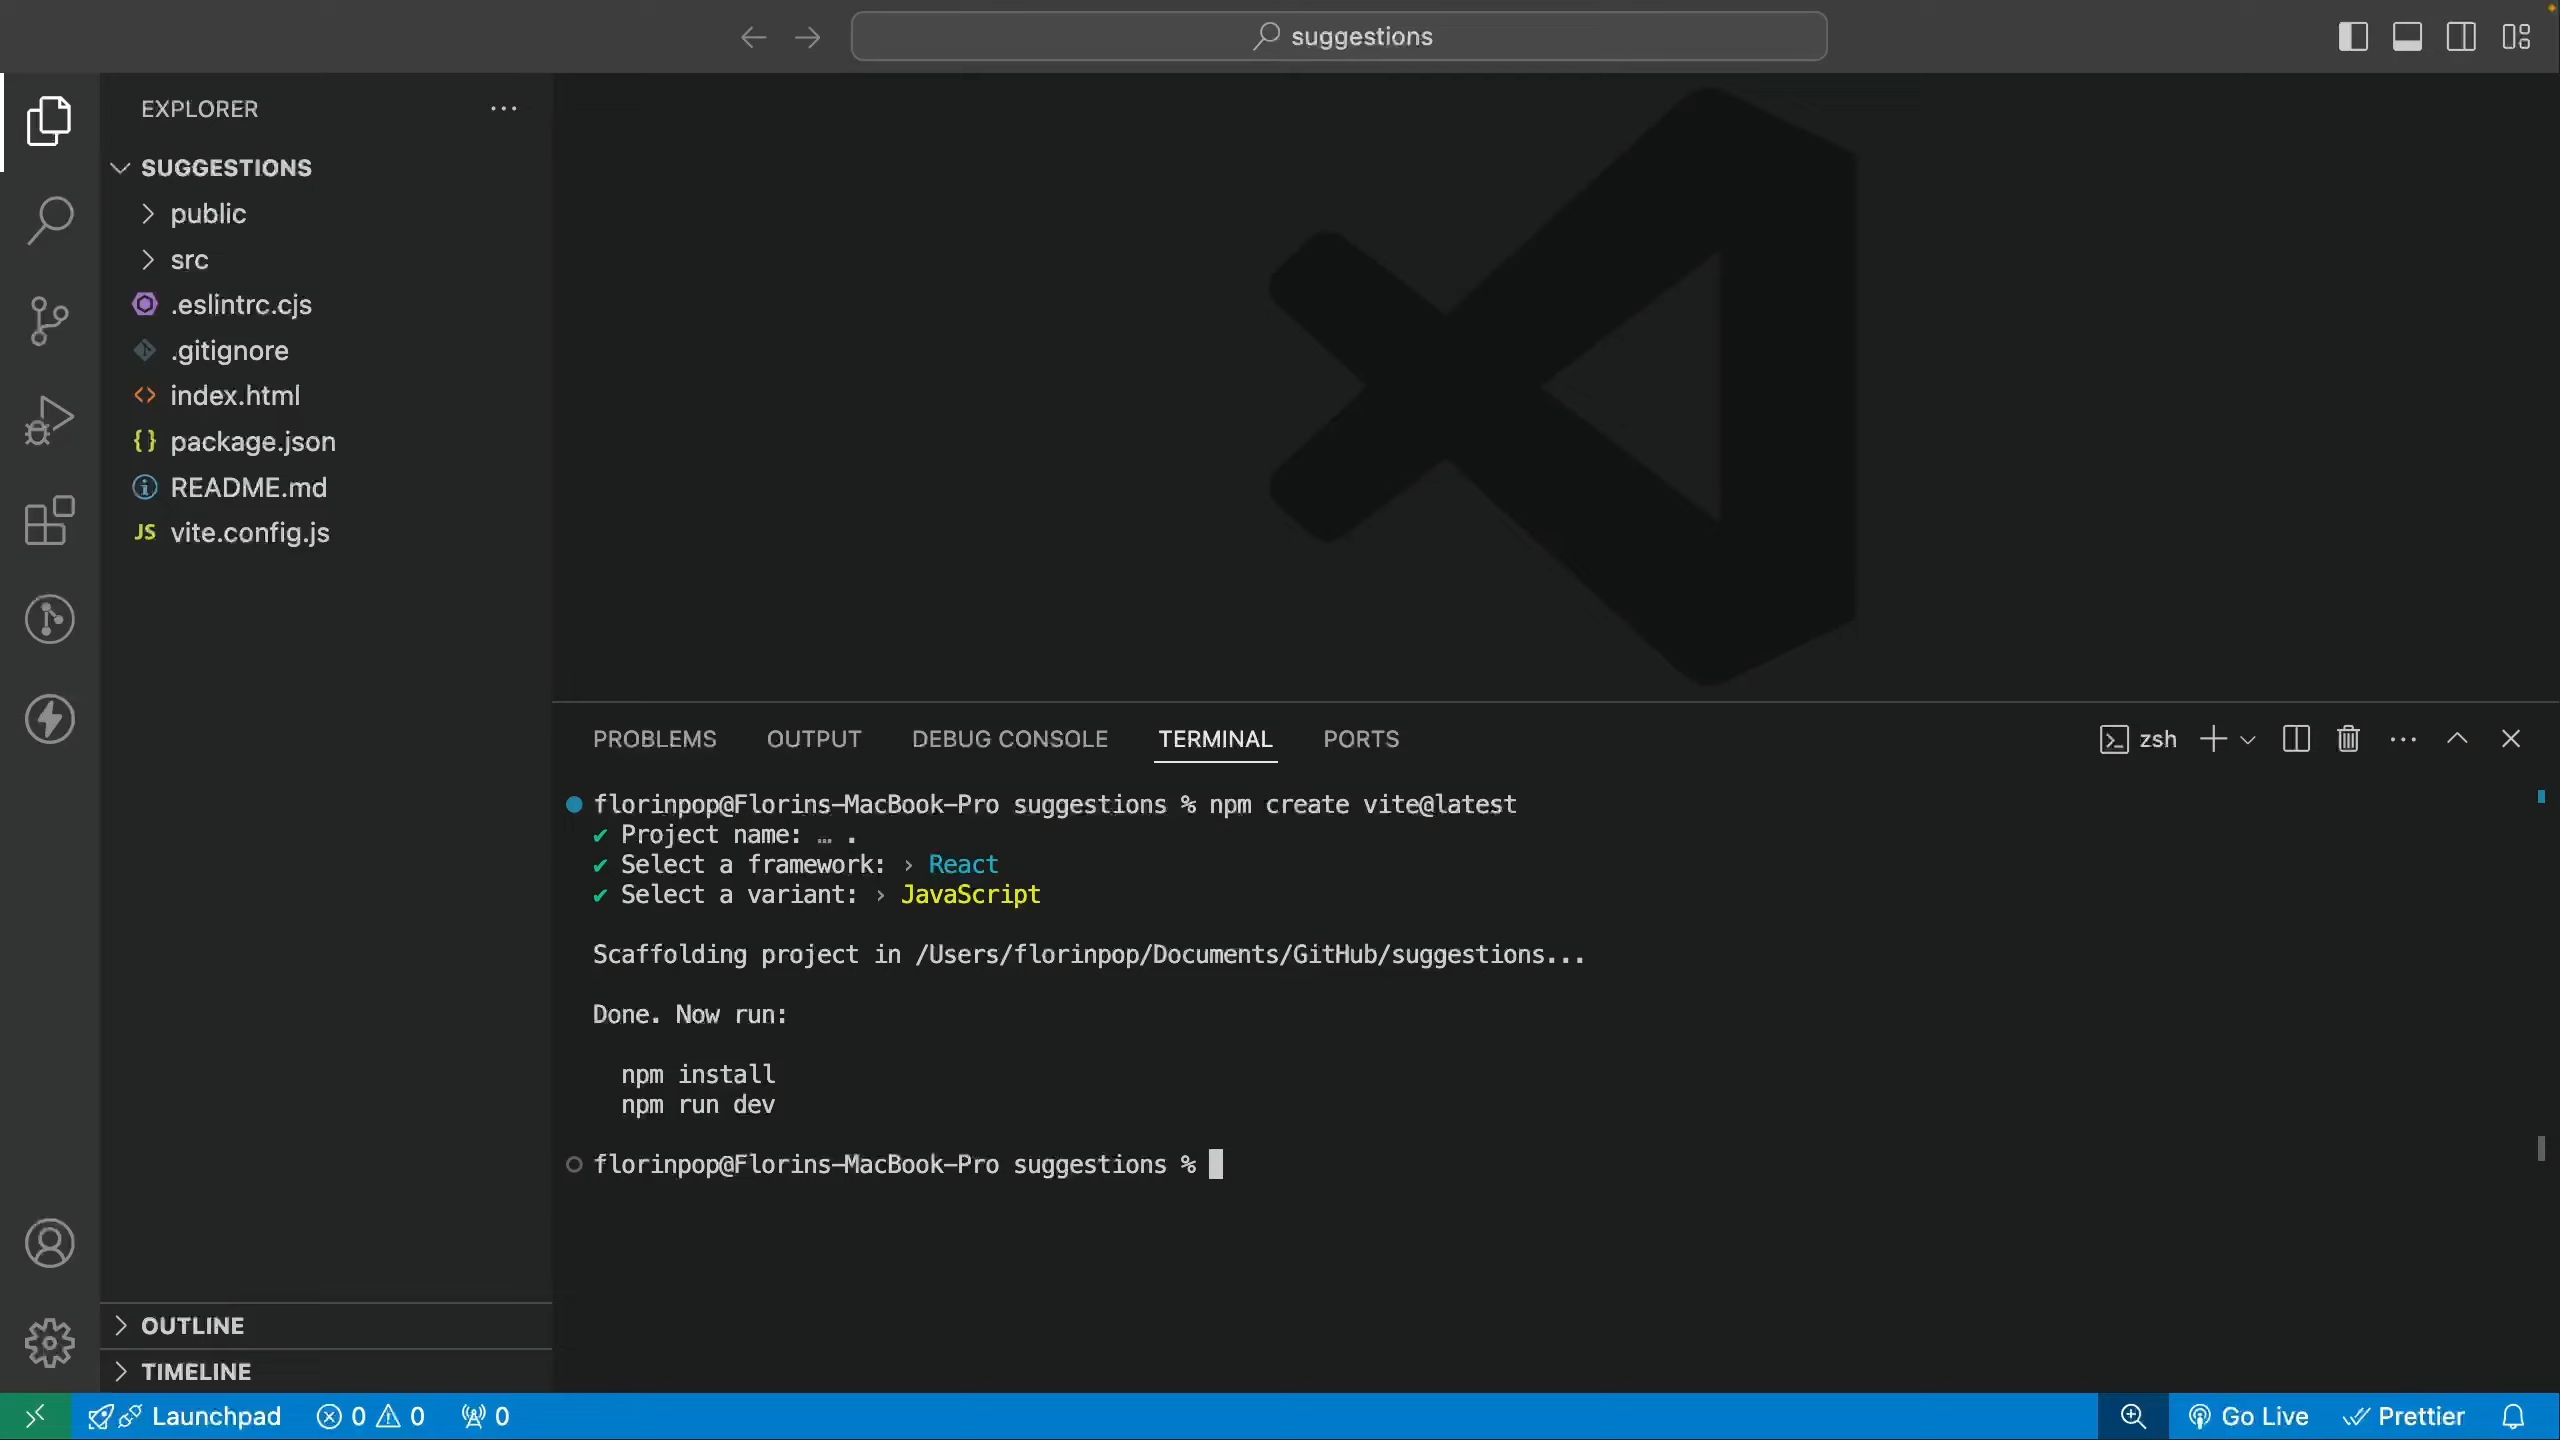 suggestions
EXPLORER
SUGGESTIONS
public
src
.eslintrc.cjs
.gitignore
index.html
package.json
README.md
JS vite.config.js
OUTLINE
TIMELINE
PROBLEMS OUTPUT DEBUG CONSOLE TERMINAL PORTS zsh
florinpop@Florins-MacBook-Pro suggestions % npm create vite@latest
✔ Project name: … .
✔ Select a framework: › React
✔ Select a variant: › JavaScript
Scaffolding project in /Users/florinpop/Documents/GitHub/suggestions...
Done. Now run:
npm install
npm run dev
florinpop@Florins-MacBook-Pro suggestions %
Launchpad 0 0 0 Go Live Prettier